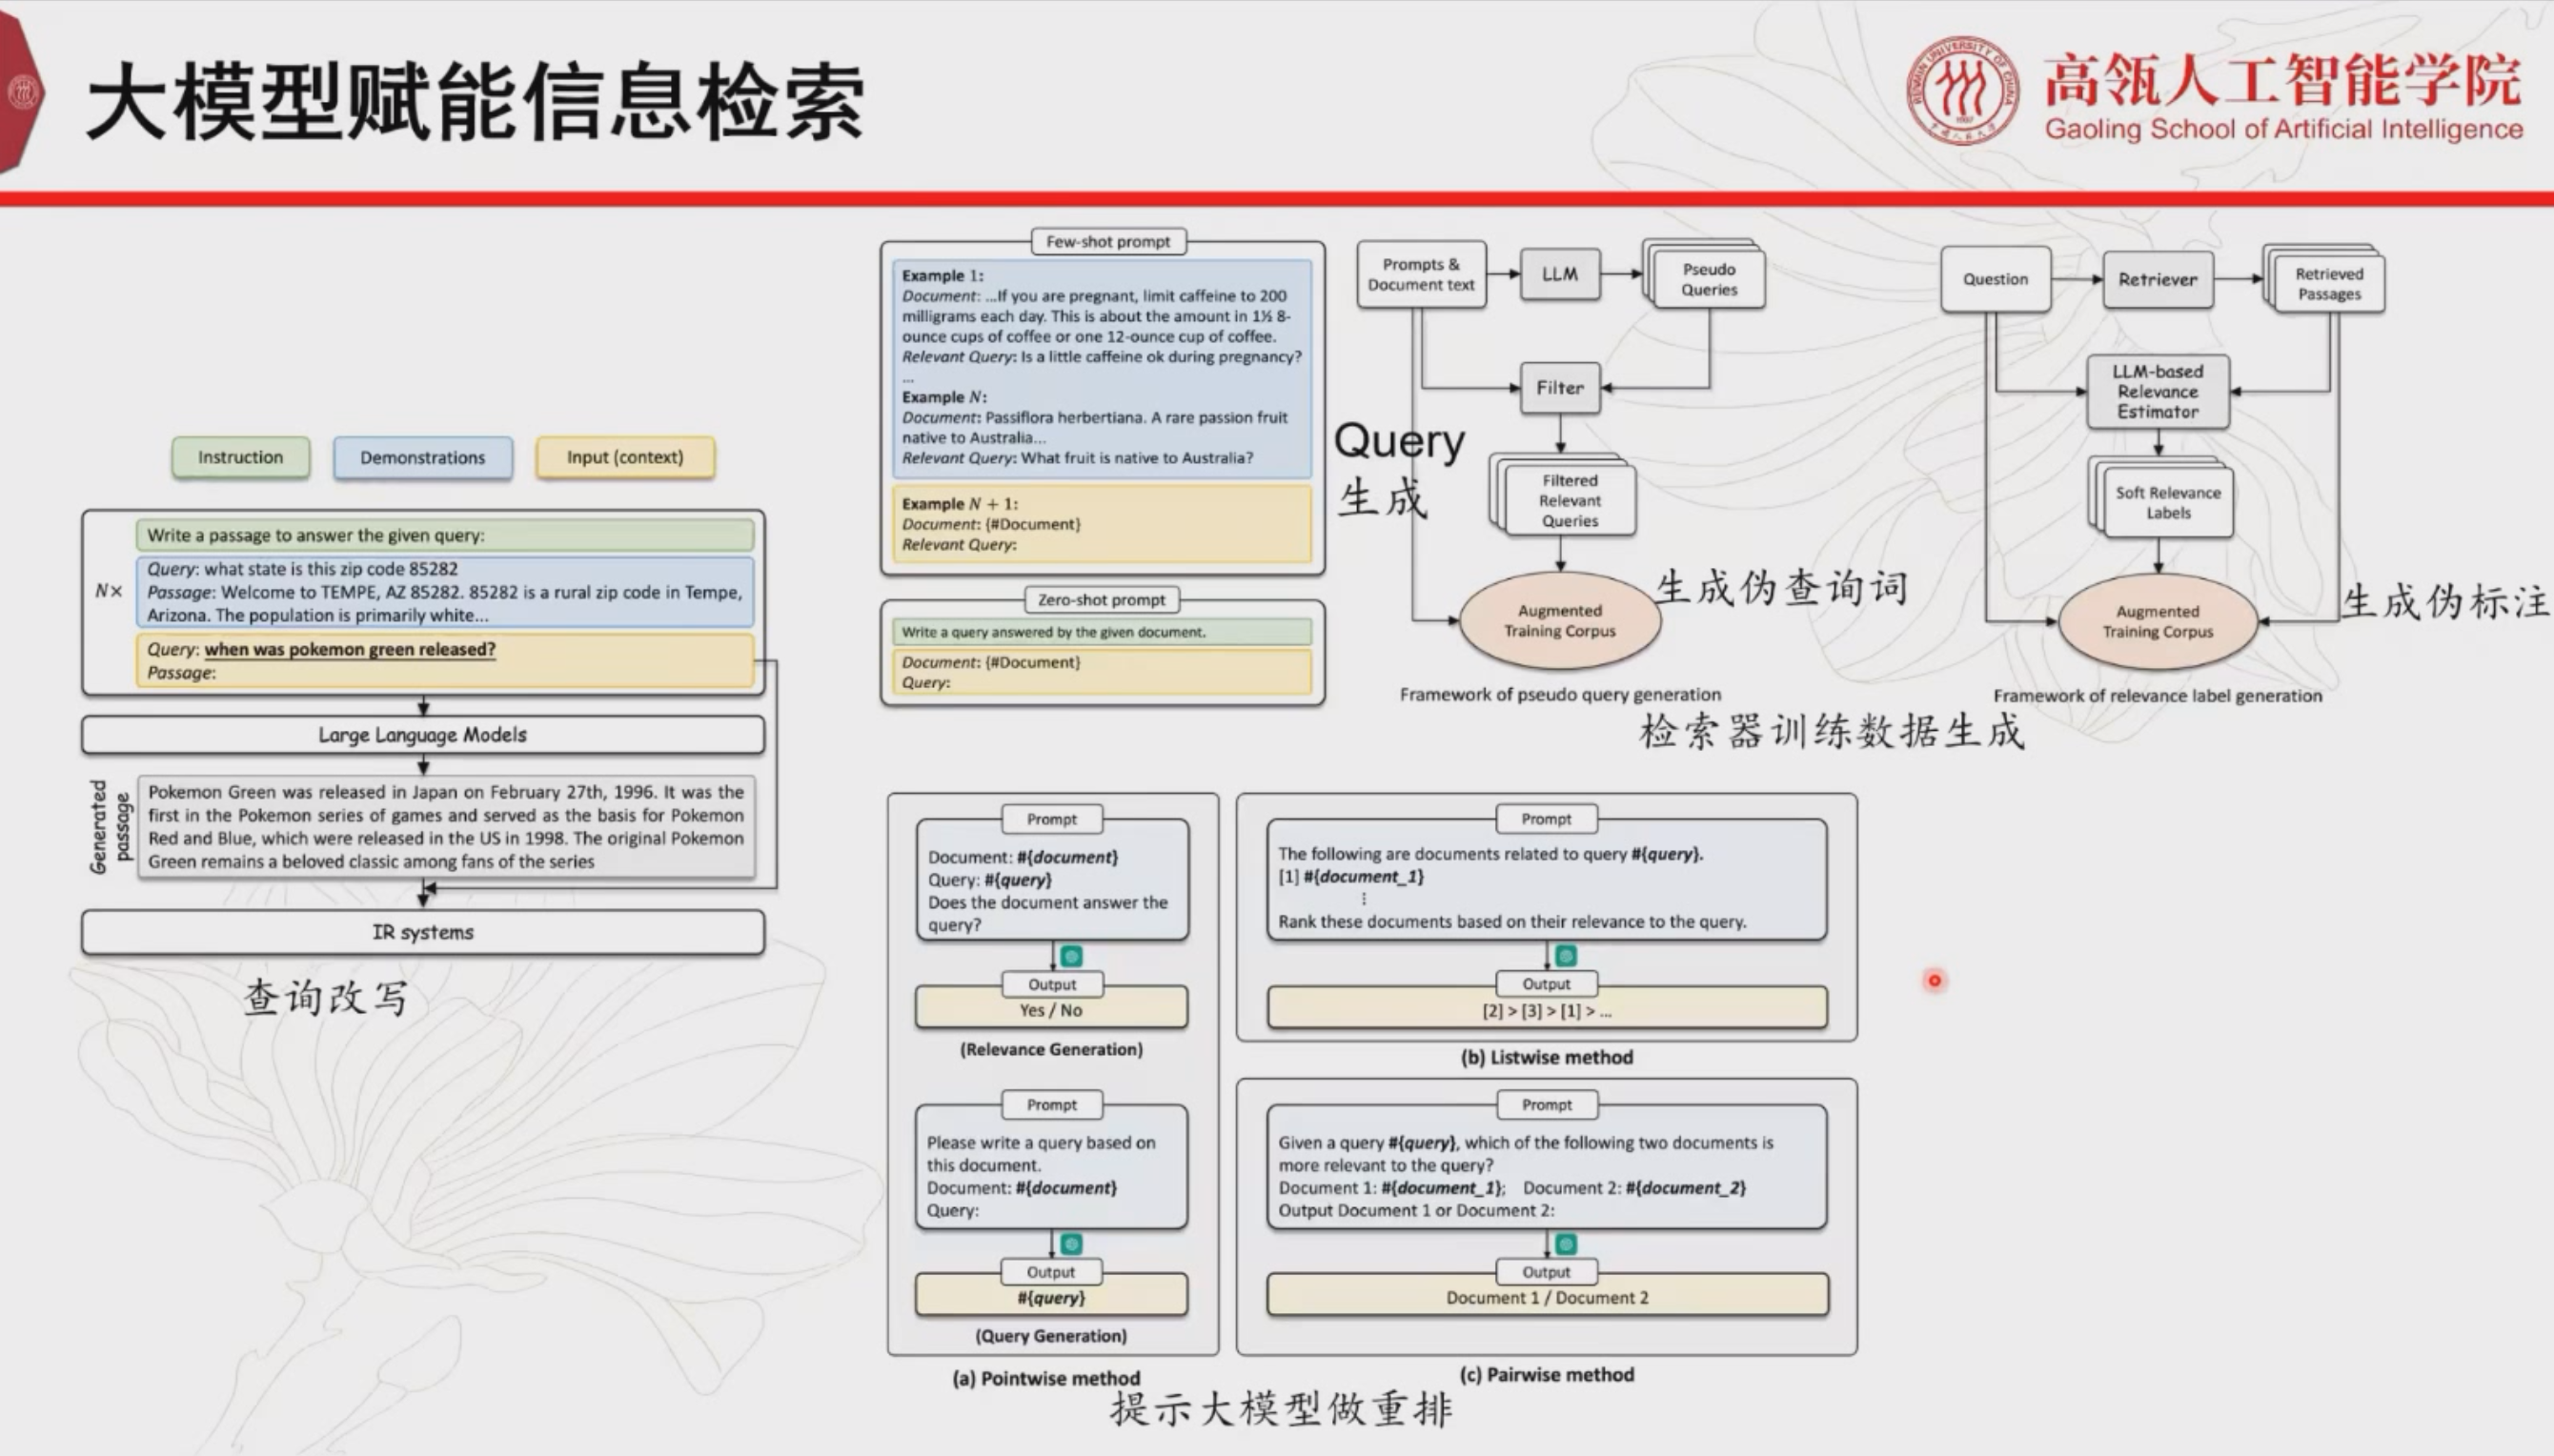 大模型赋能信息检索
高瓴人工智能学院
Gaoling School of Artificial Intelligence
RENMIN UNIVERSITY OF CHINA
1937
中国人民大学
Instruction
Demonstrations
Input (context)
N×
Write a passage to answer the given query:
Query: what state is this zip code 85282
Passage: Welcome to TEMPE, AZ 85282. 85282 is a rural zip code in Tempe,
Arizona. The population is primarily white...
Query: when was pokemon green released?
Passage:
Large Language Models
Generated
passage
Pokemon Green was released in Japan on February 27th, 1996. It was the
first in the Pokemon series of games and served as the basis for Pokemon
Red and Blue, which were released in the US in 1998. The original Pokemon
Green remains a beloved classic among fans of the series
IR systems
查询改写
Few-shot prompt
Example 1:
Document: ...If you are pregnant, limit caffeine to 200
milligrams each day. This is about the amount in 1½ 8-
ounce cups of coffee or one 12-ounce cup of coffee.
Relevant Query: Is a little caffeine ok during pregnancy?
...
Example N:
Document: Passiflora herbertiana. A rare passion fruit
native to Australia...
Relevant Query: What fruit is native to Australia?
Example N + 1:
Document: {#Document}
Relevant Query:
Zero-shot prompt
Write a query answered by the given document.
Document: {#Document}
Query:
Query
生成
Prompts &
Document text
LLM
Pseudo
Queries
Filter
Filtered
Relevant
Queries
Augmented
Training Corpus
生成伪查询词
Framework of pseudo query generation
Question
Retriever
Retrieved
Passages
LLM-based
Relevance
Estimator
Soft Relevance
Labels
Augmented
Training Corpus
生成伪标注
Framework of relevance label generation
检索器训练数据生成
Prompt
Document: #{document}
Query: #{query}
Does the document answer the
query?
Output
Yes / No
(Relevance Generation)
Prompt
Please write a query based on
this document.
Document: #{document}
Query:
Output
#{query}
(Query Generation)
(a) Pointwise method
Prompt
The following are documents related to query #{query}.
[1] #{document_1}
⋮
Rank these documents based on their relevance to the query.
Output
[2] > [3] > [1] > ...
(b) Listwise method
Prompt
Given a query #{query}, which of the following two documents is
more relevant to the query?
Document 1: #{document_1}; Document 2: #{document_2}
Output Document 1 or Document 2:
Output
Document 1 / Document 2
(c) Pairwise method
提示大模型做重排